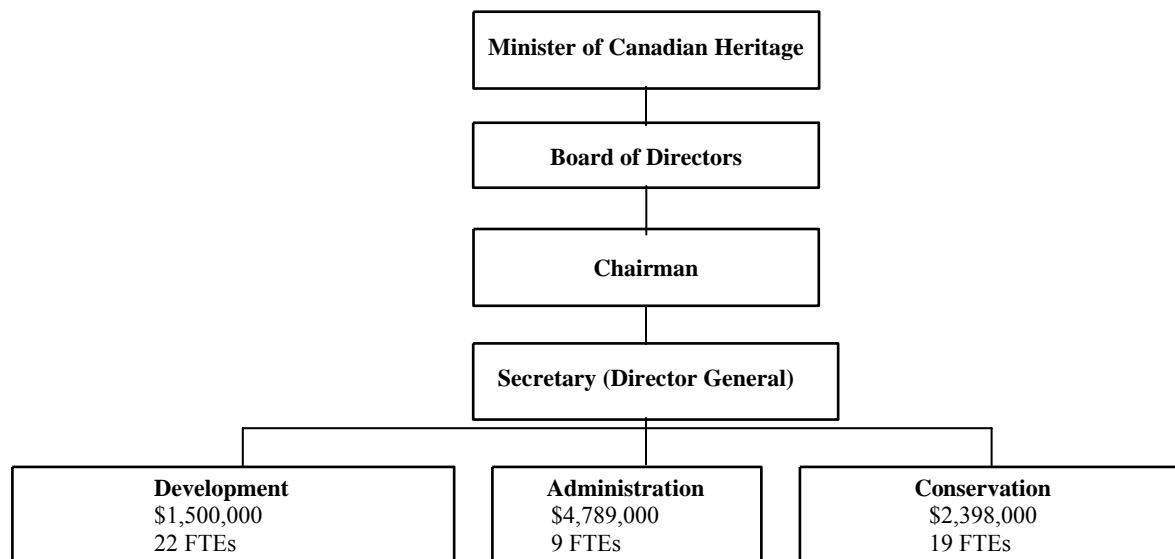 Minister of Canadian Heritage
Board of Directors
Chairman
Secretary (Director General)
Development
$1,500,000
22 FTEs
Administration
$4,789,000
9 FTEs
Conservation
$2,398,000
19 FTEs